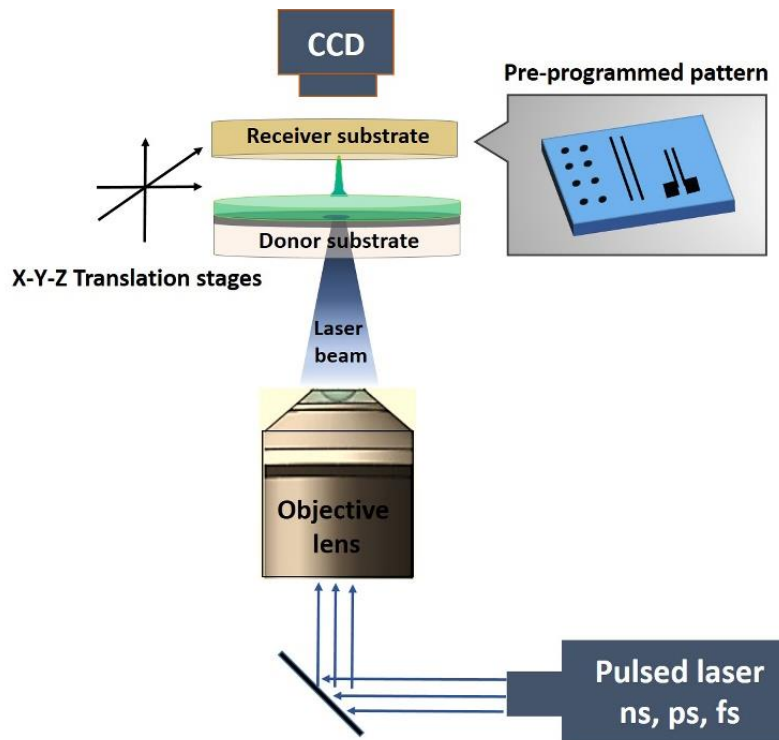 CCD
Pre-programmed pattern
Receiver substrate
Donor substrate
X-Y-Z Translation stages
Laser
beam
Objective
lens
Pulsed laser
ns, ps, fs